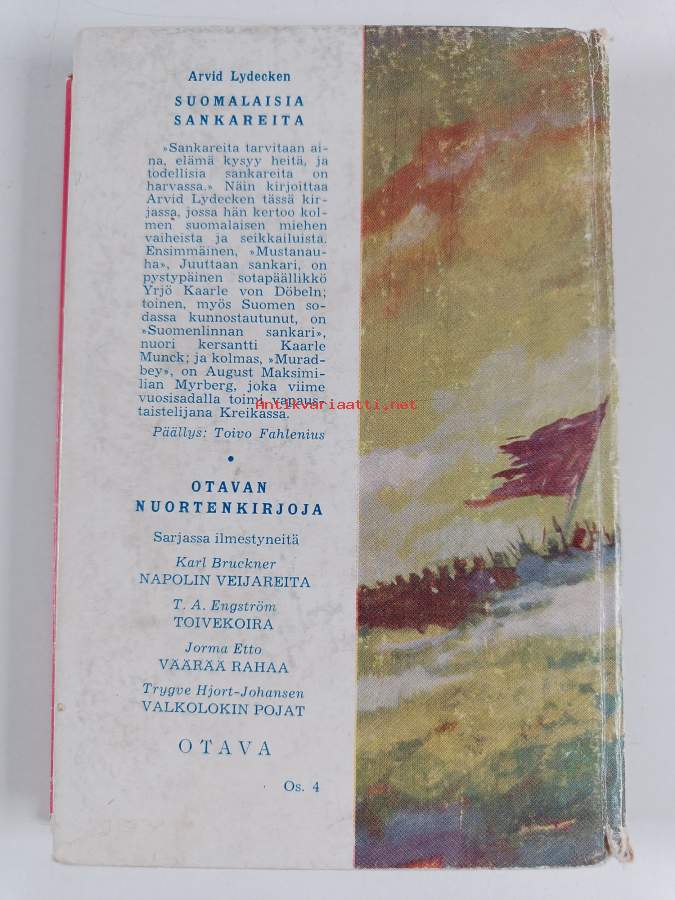 Arvid Lydecken
SUOMALAISIA
SANKAREITA
»Sankareita tarvitaan ai-
na, elämä kysyy heitä, ja
todellisia sankareita on
harvassa.» Näin kirjoittaa
Arvid Lydecken tässä kir-
jassa, jossa hän kertoo kol-
men suomalaisen miehen
vaiheista ja seikkailuista.
Ensimmäinen, »Mustanau-
ha», Juuttaan sankari, on
pystypäinen sotapäällikkö
Yrjö Kaarle von Döbeln;
toinen, myös Suomen so-
dassa kunnostautunut, on
»Suomenlinnan sankari»,
nuori kersantti Kaarle
Munck; ja kolmas, »Murad-
bey», on August Maksimi-
lian Myrberg, joka viime
vuosisadalla toimi vapaus-
taistelijana Kreikassa.
Antikvariaatti.net
Päällys: Toivo Fahlenius
•
OTAVAN
NUORTENKIRJOJA
Sarjassa ilmestyneitä
Karl Bruckner
NAPOLIN VEIJAREITA
T. A. Engström
TOIVEKOIRA
Jorma Etto
VÄÄRÄÄ RAHAA
Trygve Hjort-Johansen
VALKOLOKIN POJAT
OTAVA
Os. 4